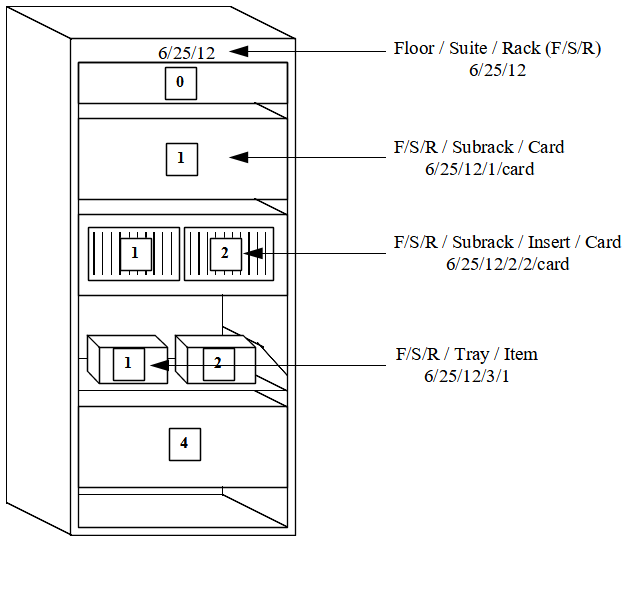 6/25/12
Floor / Suite / Rack (F/S/R)
6/25/12
0
1
F/S/R / Subrack / Card
6/25/12/1/card
1
2
F/S/R / Subrack / Insert / Card
6/25/12/2/2/card
1
2
F/S/R / Tray / Item
6/25/12/3/1
4